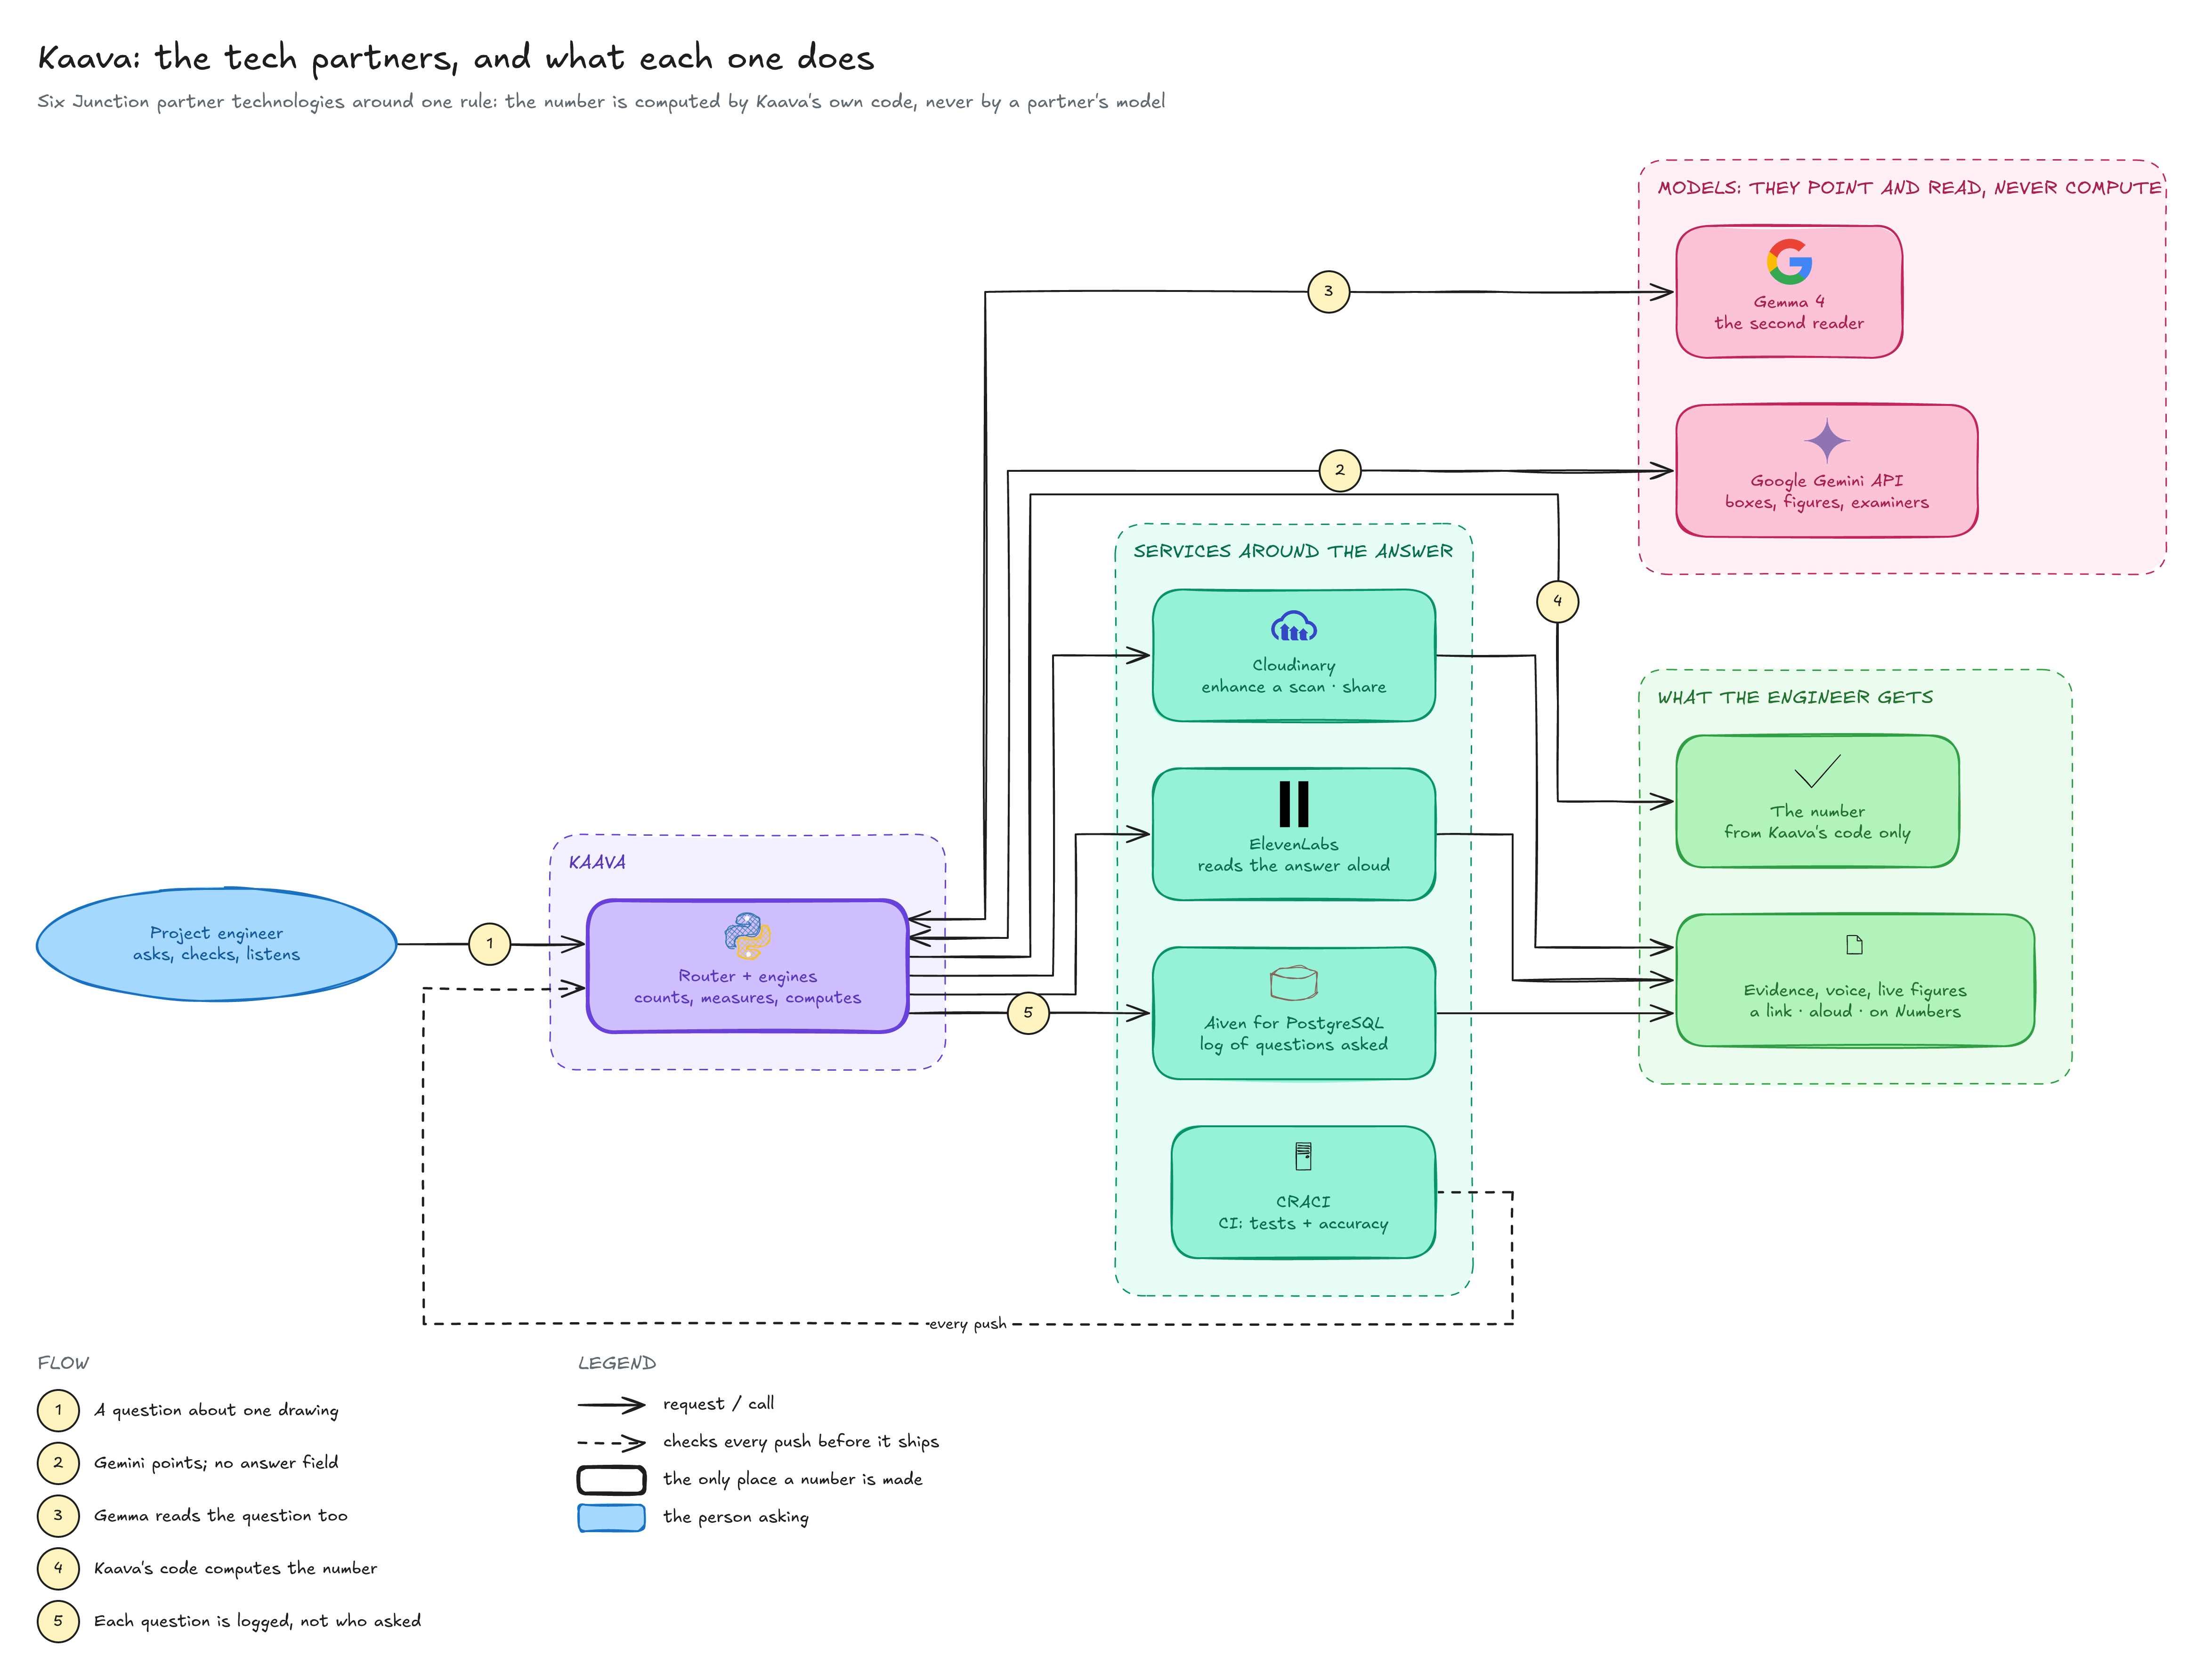 Kaava: the tech partners, and what each one does
Six Junction partner technologies around one rule: the number is computed by Kaava's own code, never by a partner's model
MODELS: THEY POINT AND READ, NEVER COMPUTE
Gemma 4
the second reader
3
2
Google Gemini API
boxes, figures, examiners
SERVICES AROUND THE ANSWER
4
Cloudinary
enhance a scan · share
WHAT THE ENGINEER GETS
The number
from Kaava's code only
ElevenLabs
reads the answer aloud
KAAVA
Project engineer
asks, checks, listens
1
Router + engines
counts, measures, computes
5
Aiven for PostgreSQL
log of questions asked
Evidence, voice, live figures
a link · aloud · on Numbers
CRACI
CI: tests + accuracy
every push
FLOW
1 A question about one drawing
2 Gemini points; no answer field
3 Gemma reads the question too
4 Kaava's code computes the number
5 Each question is logged, not who asked
LEGEND
request / call
checks every push before it ships
the only place a number is made
the person asking